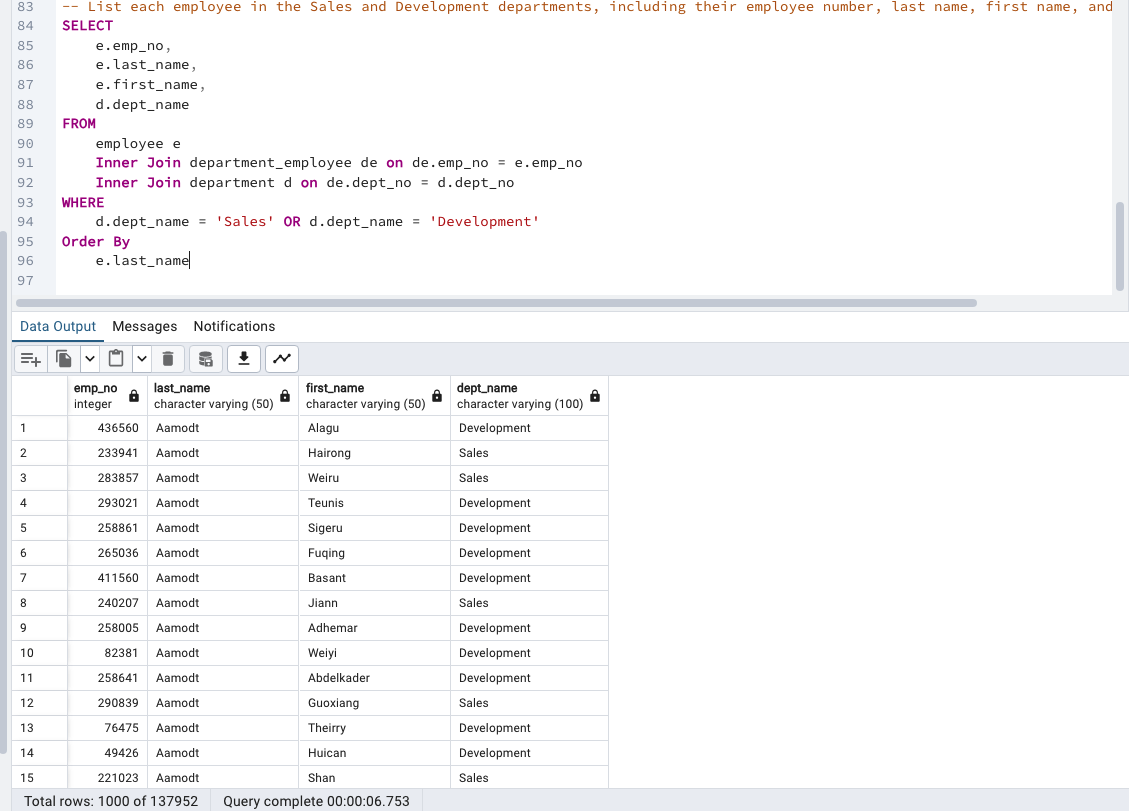 83 -- List each employee in the Sales and Development departments, including their employee number, last name, first name, and
84 SELECT
85 e.emp_no,
86 e.last_name,
87 e.first_name,
88 d.dept_name
89 FROM
90 employee e
91 Inner Join department_employee de on de.emp_no = e.emp_no
92 Inner Join department d on de.dept_no = d.dept_no
93 WHERE
94 d.dept_name = 'Sales' OR d.dept_name = 'Development'
95 Order By
96 e.last_name
97
Data Output Messages Notifications
emp_no last_name first_name dept_name
integer character varying (50) character varying (50) character varying (100)
1 436560 Aamodt Alagu Development
2 233941 Aamodt Hairong Sales
3 283857 Aamodt Weiru Sales
4 293021 Aamodt Teunis Development
5 258861 Aamodt Sigeru Development
6 265036 Aamodt Fuqing Development
7 411560 Aamodt Basant Development
8 240207 Aamodt Jiann Sales
9 258005 Aamodt Adhemar Development
10 82381 Aamodt Weiyi Development
11 258641 Aamodt Abdelkader Development
12 290839 Aamodt Guoxiang Sales
13 76475 Aamodt Theirry Development
14 49426 Aamodt Huican Development
15 221023 Aamodt Shan Sales
Total rows: 1000 of 137952 Query complete 00:00:06.753